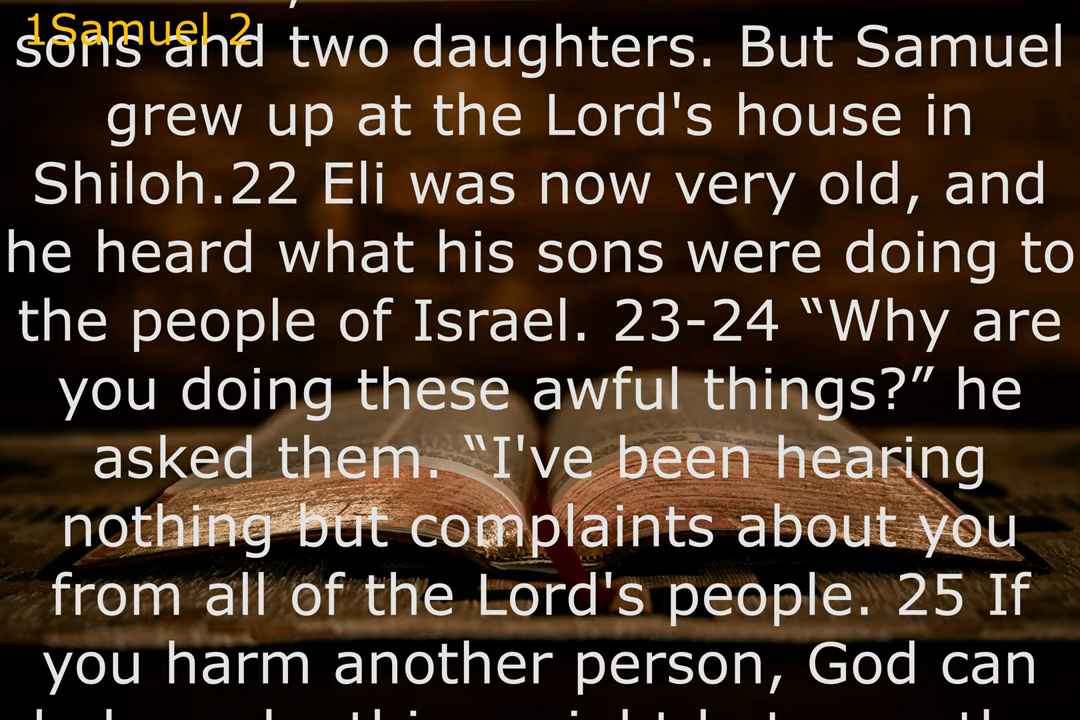 1Samuel 2
sons and two daughters. But Samuel
grew up at the Lord's house in
Shiloh.22 Eli was now very old, and
he heard what his sons were doing to
the people of Israel. 23-24 “Why are
you doing these awful things?” he
asked them. “I've been hearing
nothing but complaints about you
from all of the Lord's people. 25 If
you harm another person, God can